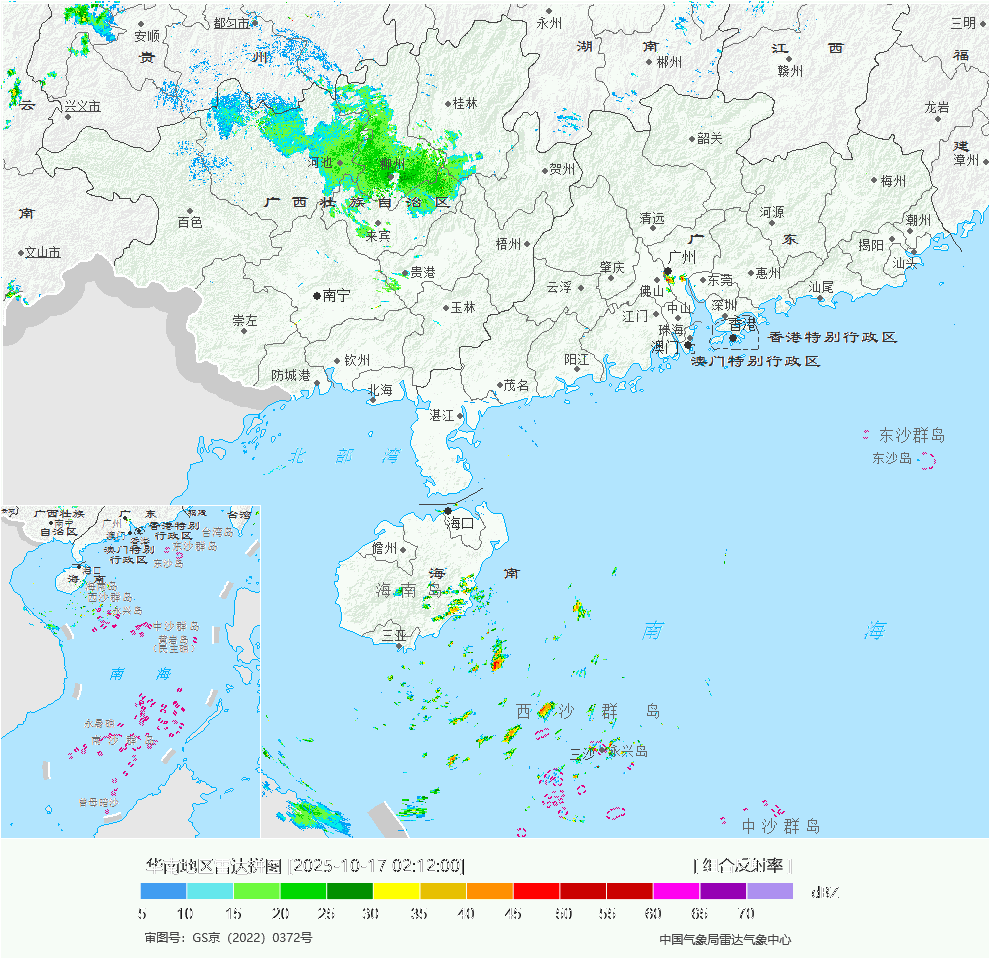 永州
三明
安顺
都匀市
贵
州
湖
南
江
西
福
郴州
赣州
云
兴义市
桂林
龙岩
韶关
建
河池
柳州
贺州
漳州
梅州
广西壮族自治区
南
百色
清远
河源
潮州
来宾
梧州
广
东
揭阳
文山市
广州
汕头
贵港
肇庆
惠州
东莞
南宁
云浮
佛山
汕尾
玉林
江门
中山
深圳
崇左
珠海
香港
香港特别行政区
澳门
澳门特别行政区
钦州
阳江
防城港
茂名
北海
湛江
东沙群岛
北部湾
东沙岛
海口
儋州
海
南
海南岛
三亚
南
海
西沙群岛
三沙
永兴岛
中沙群岛
广西壮族
自治区
南宁
广
东
广州
福建
台湾
香港特别
行政区
香港
澳门
澳门特别
行政区
台湾岛
东沙群岛
东沙岛
海口
海
南
海南岛
西沙群岛
永兴岛
中沙群岛
黄岩岛
(民主礁)
南
海
永暑礁
南沙群岛
曾母暗沙
华南地区雷达拼图 [2025-10-17 02:12:00]
[ 组合反射率 ]
5 10 15 20 25 30 35 40 45 50 55 60 65 70 dBZ
审图号：GS京（2022）0372号
中国气象局雷达气象中心